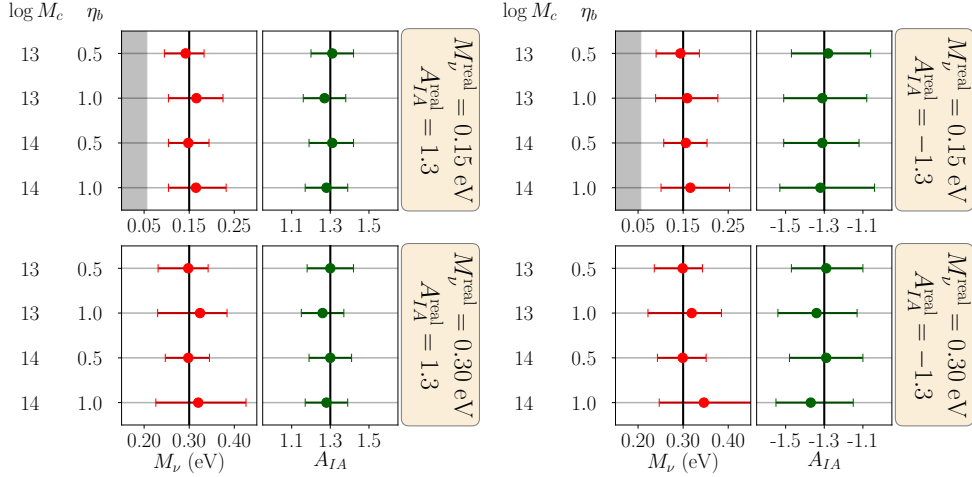 log M_c η_b
13 0.5
13 1.0
14 0.5
14 1.0
0.05 0.15 0.25 1.1 1.3 1.5
M_ν^real = 0.15 eV
A_IA^real = 1.3
13 0.5
13 1.0
14 0.5
14 1.0
0.20 0.30 0.40 1.1 1.3 1.5
M_ν (eV) A_IA
M_ν^real = 0.30 eV
A_IA^real = 1.3
log M_c η_b
13 0.5
13 1.0
14 0.5
14 1.0
0.05 0.15 0.25 -1.5 -1.3 -1.1
M_ν^real = 0.15 eV
A_IA^real = −1.3
13 0.5
13 1.0
14 0.5
14 1.0
0.20 0.30 0.40 -1.5 -1.3 -1.1
M_ν (eV) A_IA
M_ν^real = 0.30 eV
A_IA^real = −1.3